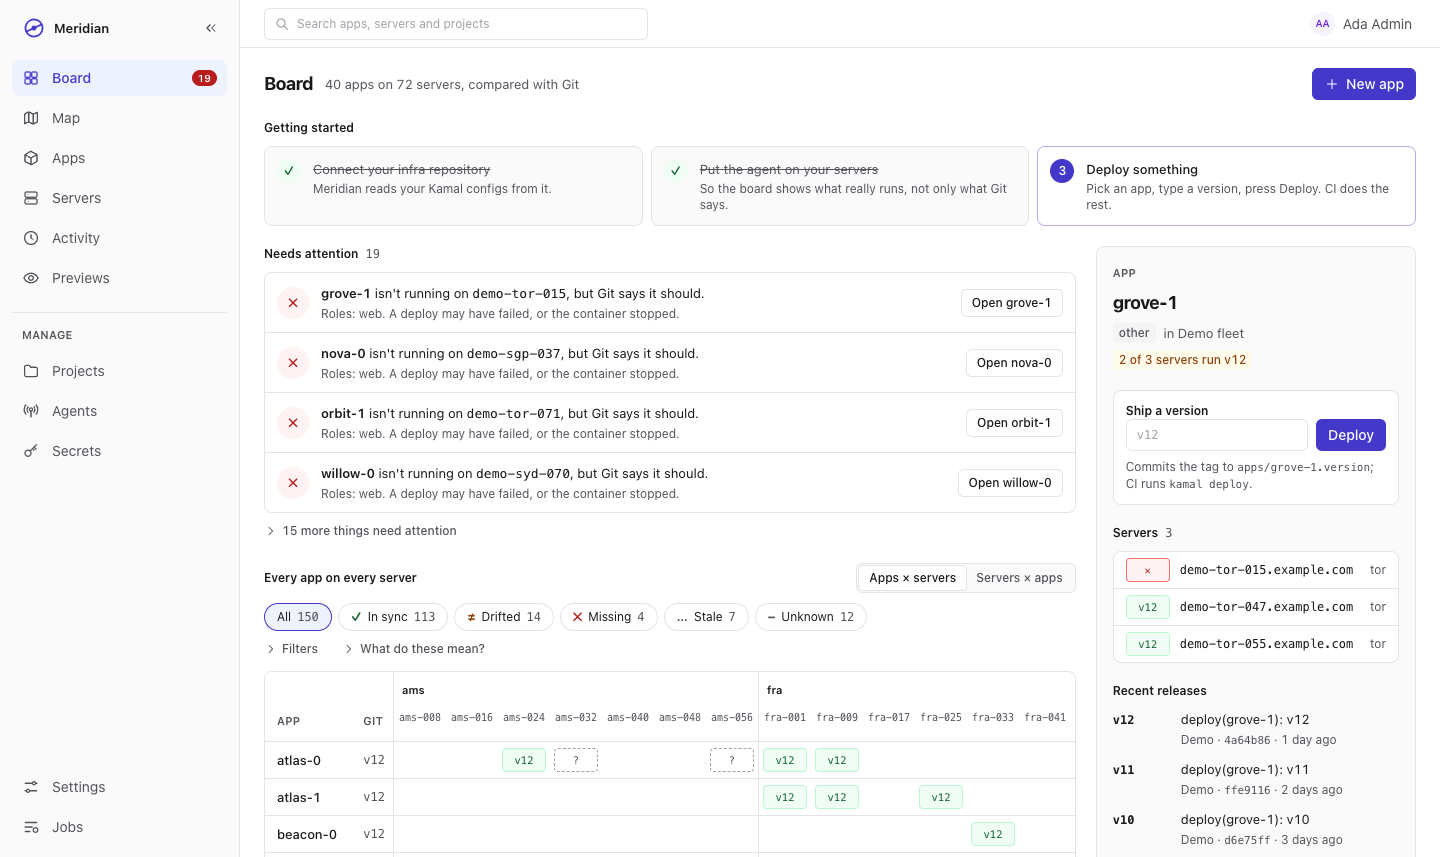 Meridian
Search apps, servers and projects
AA Ada Admin
Board 19
Map
Apps
Servers
Activity
Previews
MANAGE
Projects
Agents
Secrets
Settings
Jobs
Board 40 apps on 72 servers, compared with Git
+ New app
Getting started
Connect your infra repository
Meridian reads your Kamal configs from it.
Put the agent on your servers
So the board shows what really runs, not only what Git
says.
3 Deploy something
Pick an app, type a version, press Deploy. CI does the
rest.
Needs attention 19
grove-1 isn't running on demo-tor-015, but Git says it should.
Roles: web. A deploy may have failed, or the container stopped.
Open grove-1
nova-0 isn't running on demo-sgp-037, but Git says it should.
Roles: web. A deploy may have failed, or the container stopped.
Open nova-0
orbit-1 isn't running on demo-tor-071, but Git says it should.
Roles: web. A deploy may have failed, or the container stopped.
Open orbit-1
willow-0 isn't running on demo-syd-070, but Git says it should.
Roles: web. A deploy may have failed, or the container stopped.
Open willow-0
15 more things need attention
Every app on every server
Apps × servers Servers × apps
All 150 ✓ In sync 113 ≠ Drifted 14 × Missing 4 … Stale 7 – Unknown 12
Filters What do these mean?
ams fra
APP GIT ams-008 ams-016 ams-024 ams-032 ams-040 ams-048 ams-056 fra-001 fra-009 fra-017 fra-025 fra-033 fra-041
atlas-0 v12 v12 ? ? v12 v12
atlas-1 v12 v12 v12 v12
beacon-0 v12 v12
APP
grove-1
other in Demo fleet
2 of 3 servers run v12
Ship a version
v12 Deploy
Commits the tag to apps/grove-1.version;
CI runs kamal deploy.
Servers 3
× demo-tor-015.example.com tor
v12 demo-tor-047.example.com tor
v12 demo-tor-055.example.com tor
Recent releases
v12 deploy(grove-1): v12
Demo · 4a64b86 · 1 day ago
v11 deploy(grove-1): v11
Demo · ffe9116 · 2 days ago
v10 deploy(grove-1): v10
Demo · d6e75ff · 3 days ago